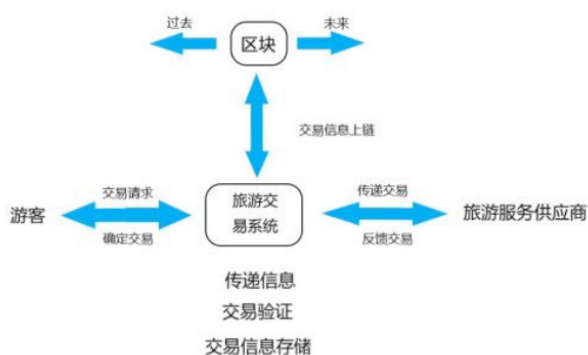 过去
区块
未来
交易信息上链
游客
交易请求
确定交易
旅游交
易系统
传递交易
反馈交易
旅游服务供应商
传递信息
交易验证
交易信息存储